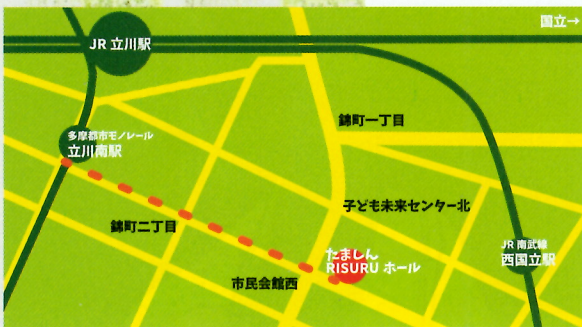 国立→
JR 立川駅
錦町一丁目
多摩都市モノレール
立川南駅
子ども未来センター北
錦町二丁目
たましん
RISURU ホール
JR 南武線
西国立駅
市民会館西